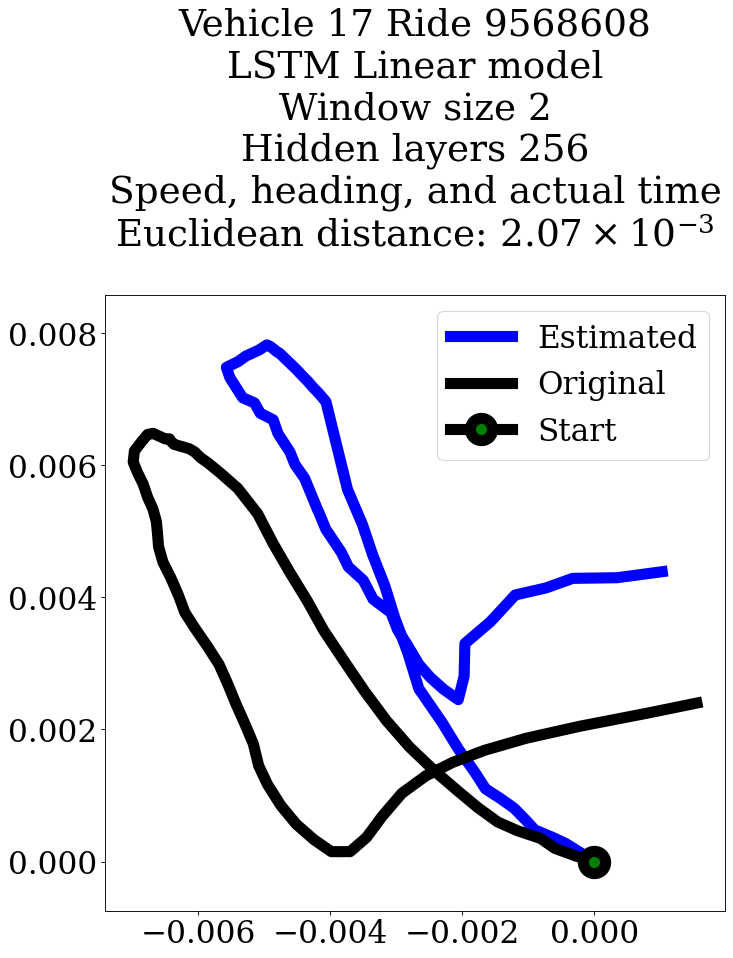 Vehicle 17 Ride 9568608
LSTM Linear model
Window size 2
Hidden layers 256
Speed, heading, and actual time
Euclidean distance: 2.07 × 10⁻³
Estimated
Original
Start
0.008
0.006
0.004
0.002
0.000
−0.006 −0.004 −0.002 0.000